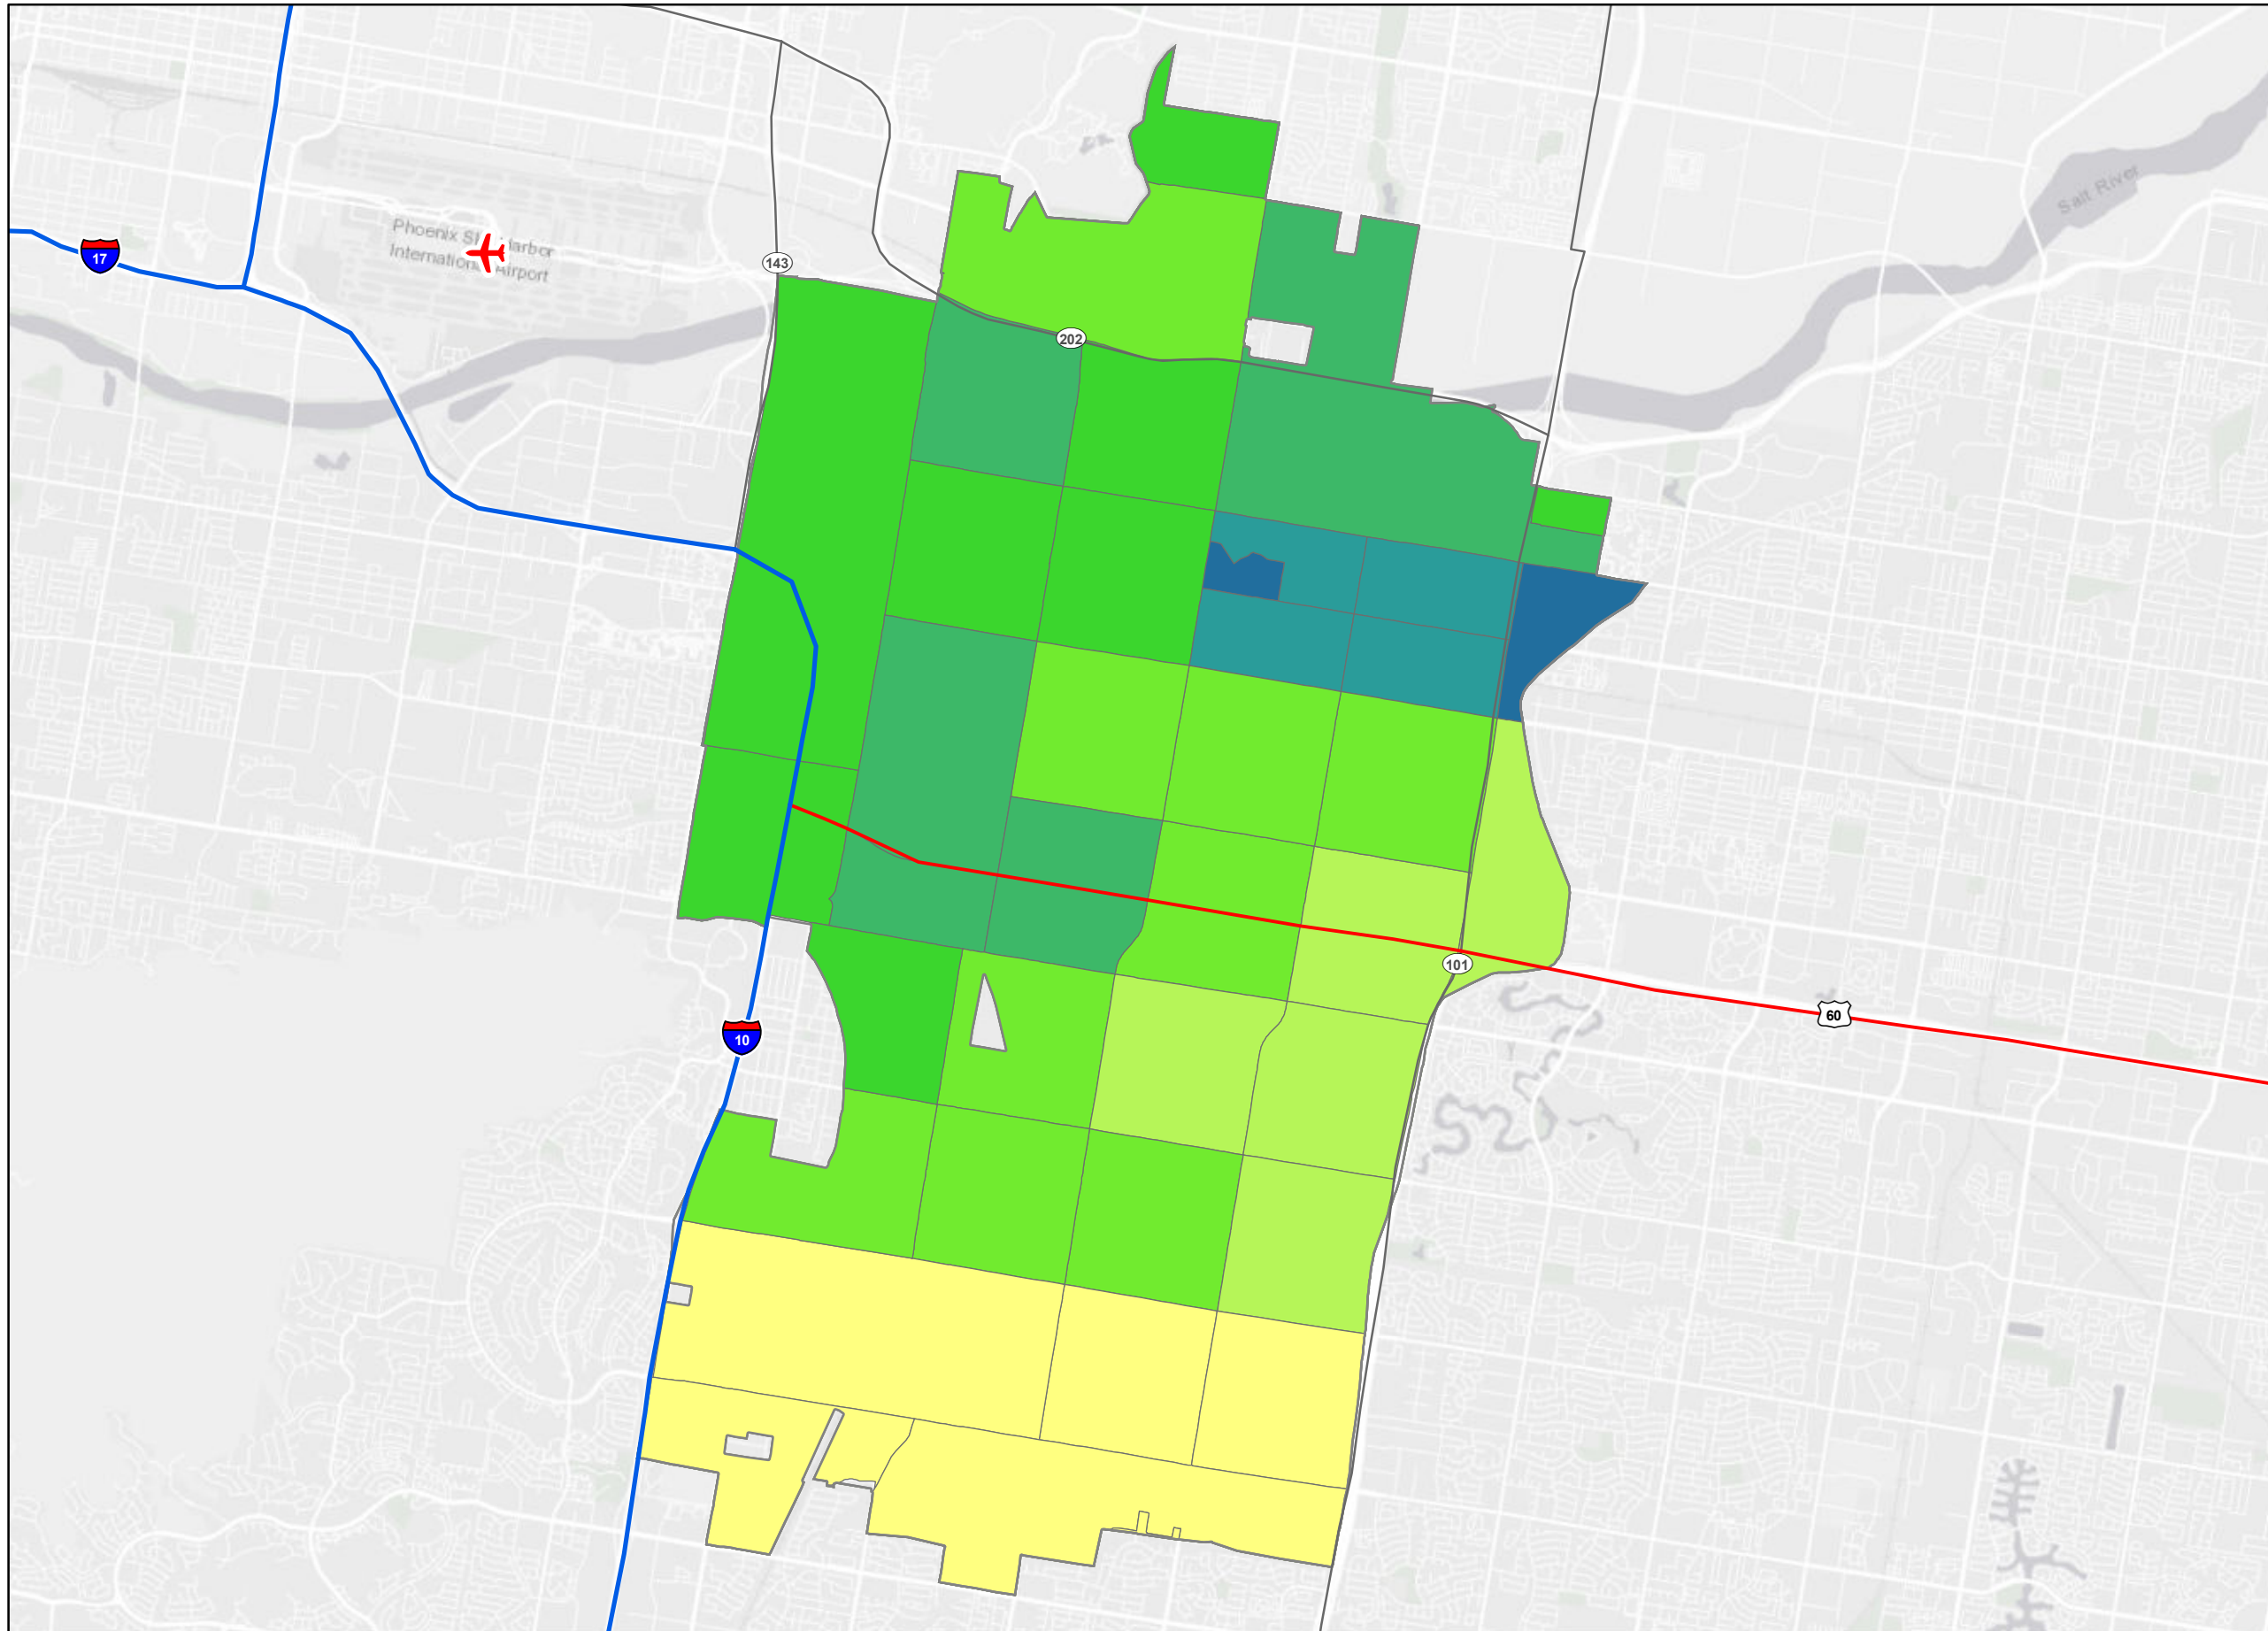 Salt River
Phoenix Sky Harbor
International Airport
17
143
202
101
60
10